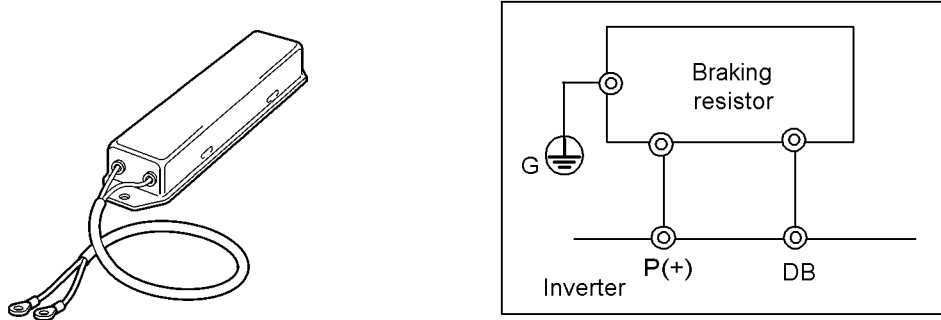 Braking
resistor
G
P(+)
DB
Inverter